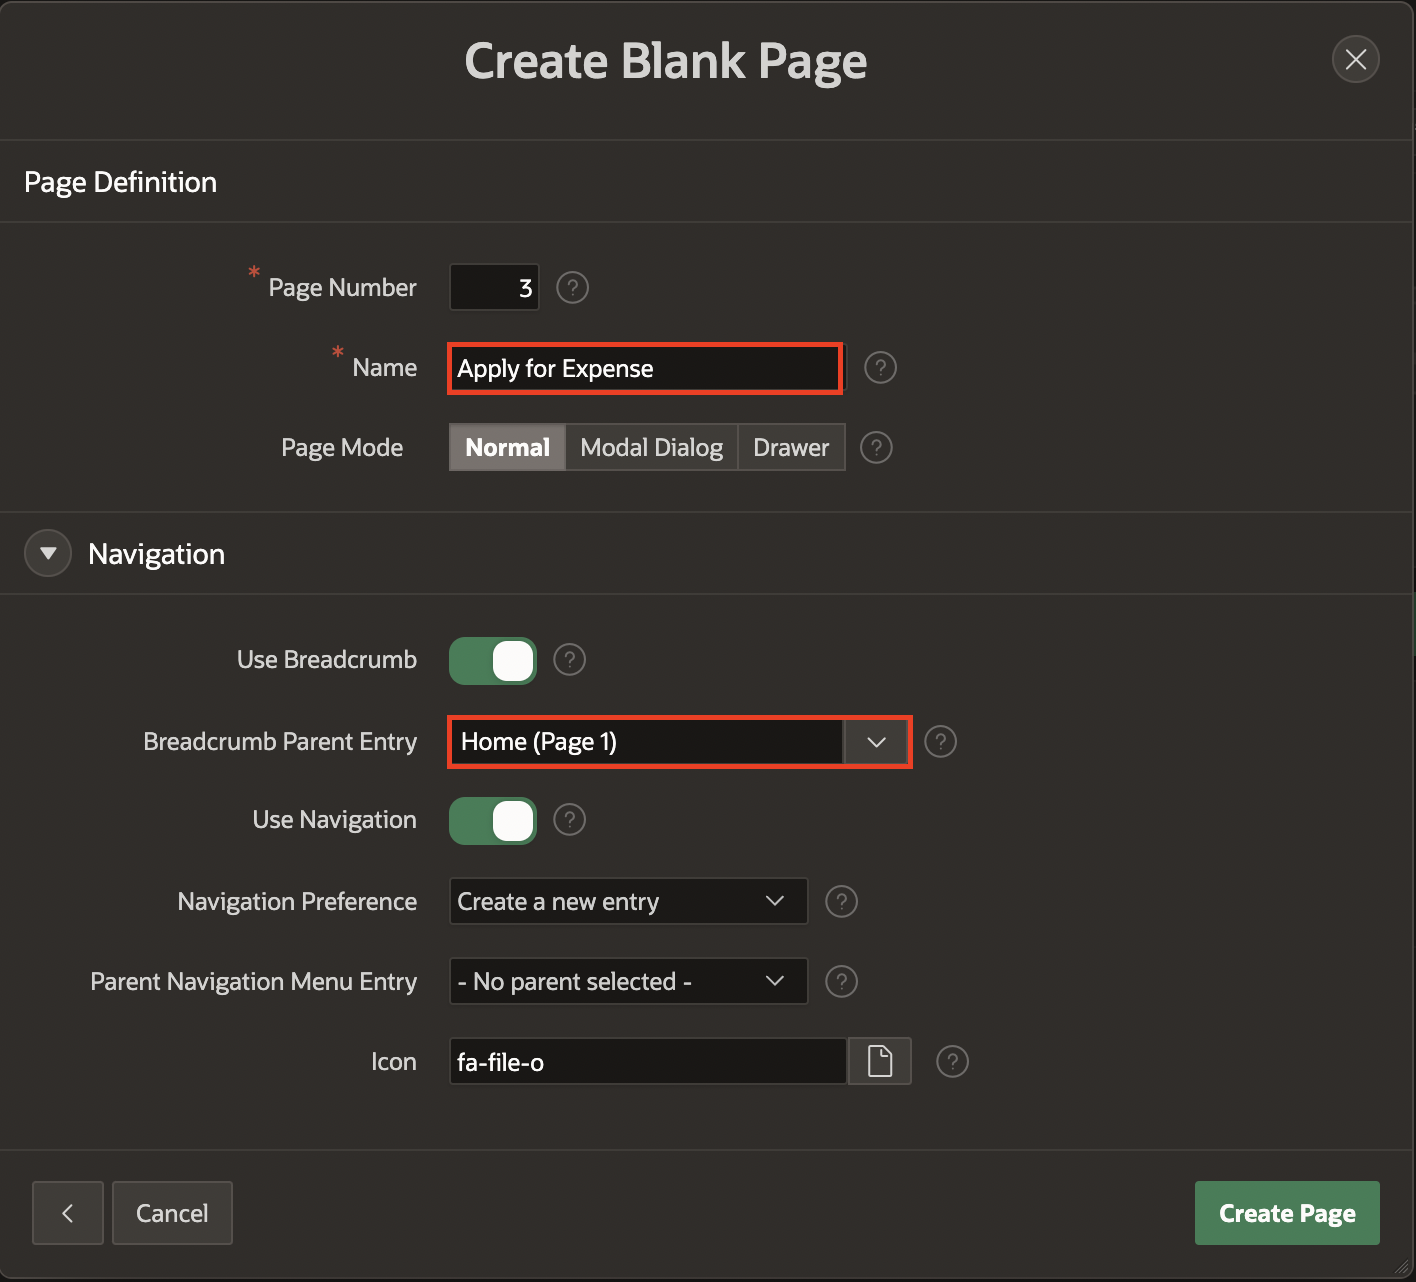 Create Blank Page
Page Definition
* Page Number 3 ?
* Name Apply for Expense ?
Page Mode Normal Modal Dialog Drawer ?
Navigation
Use Breadcrumb ?
Breadcrumb Parent Entry Home (Page 1) ?
Use Navigation ?
Navigation Preference Create a new entry ?
Parent Navigation Menu Entry - No parent selected - ?
Icon fa-file-o ?
Cancel Create Page